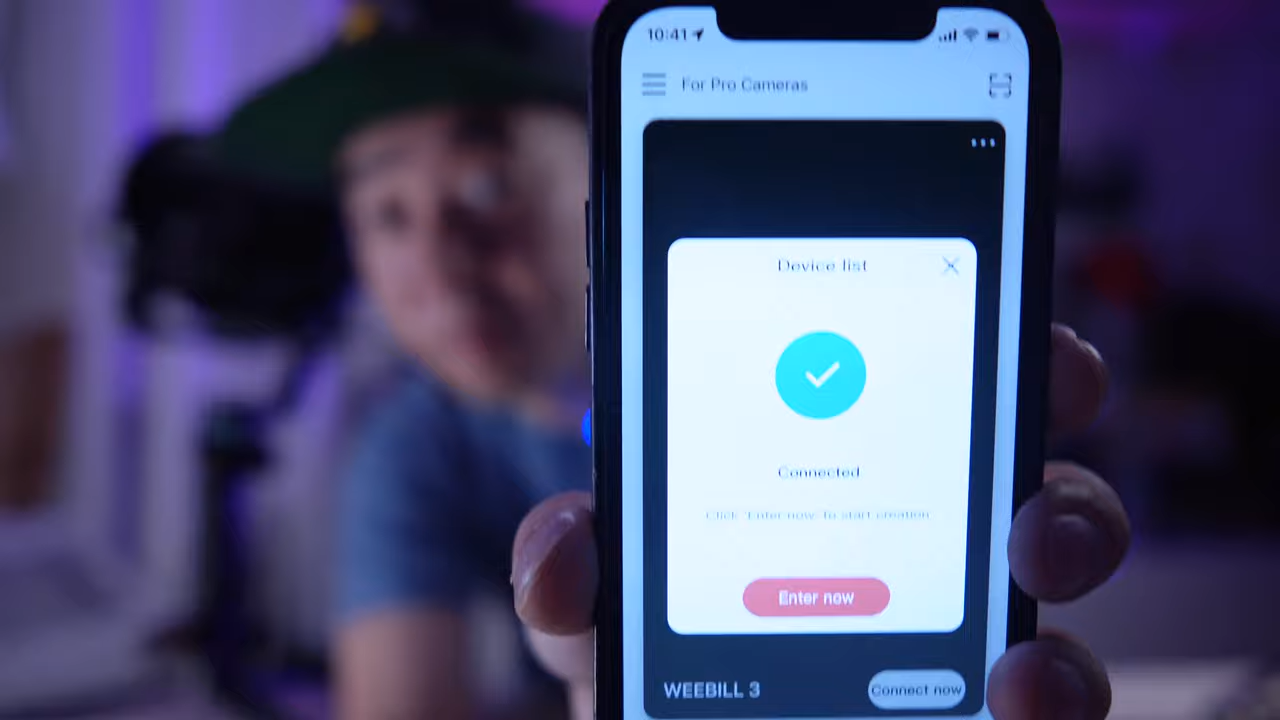 10:41
For Pro Cameras
Device list
Connected
Click 'Enter now' to start creation
Enter now
WEEBILL 3
Connect now